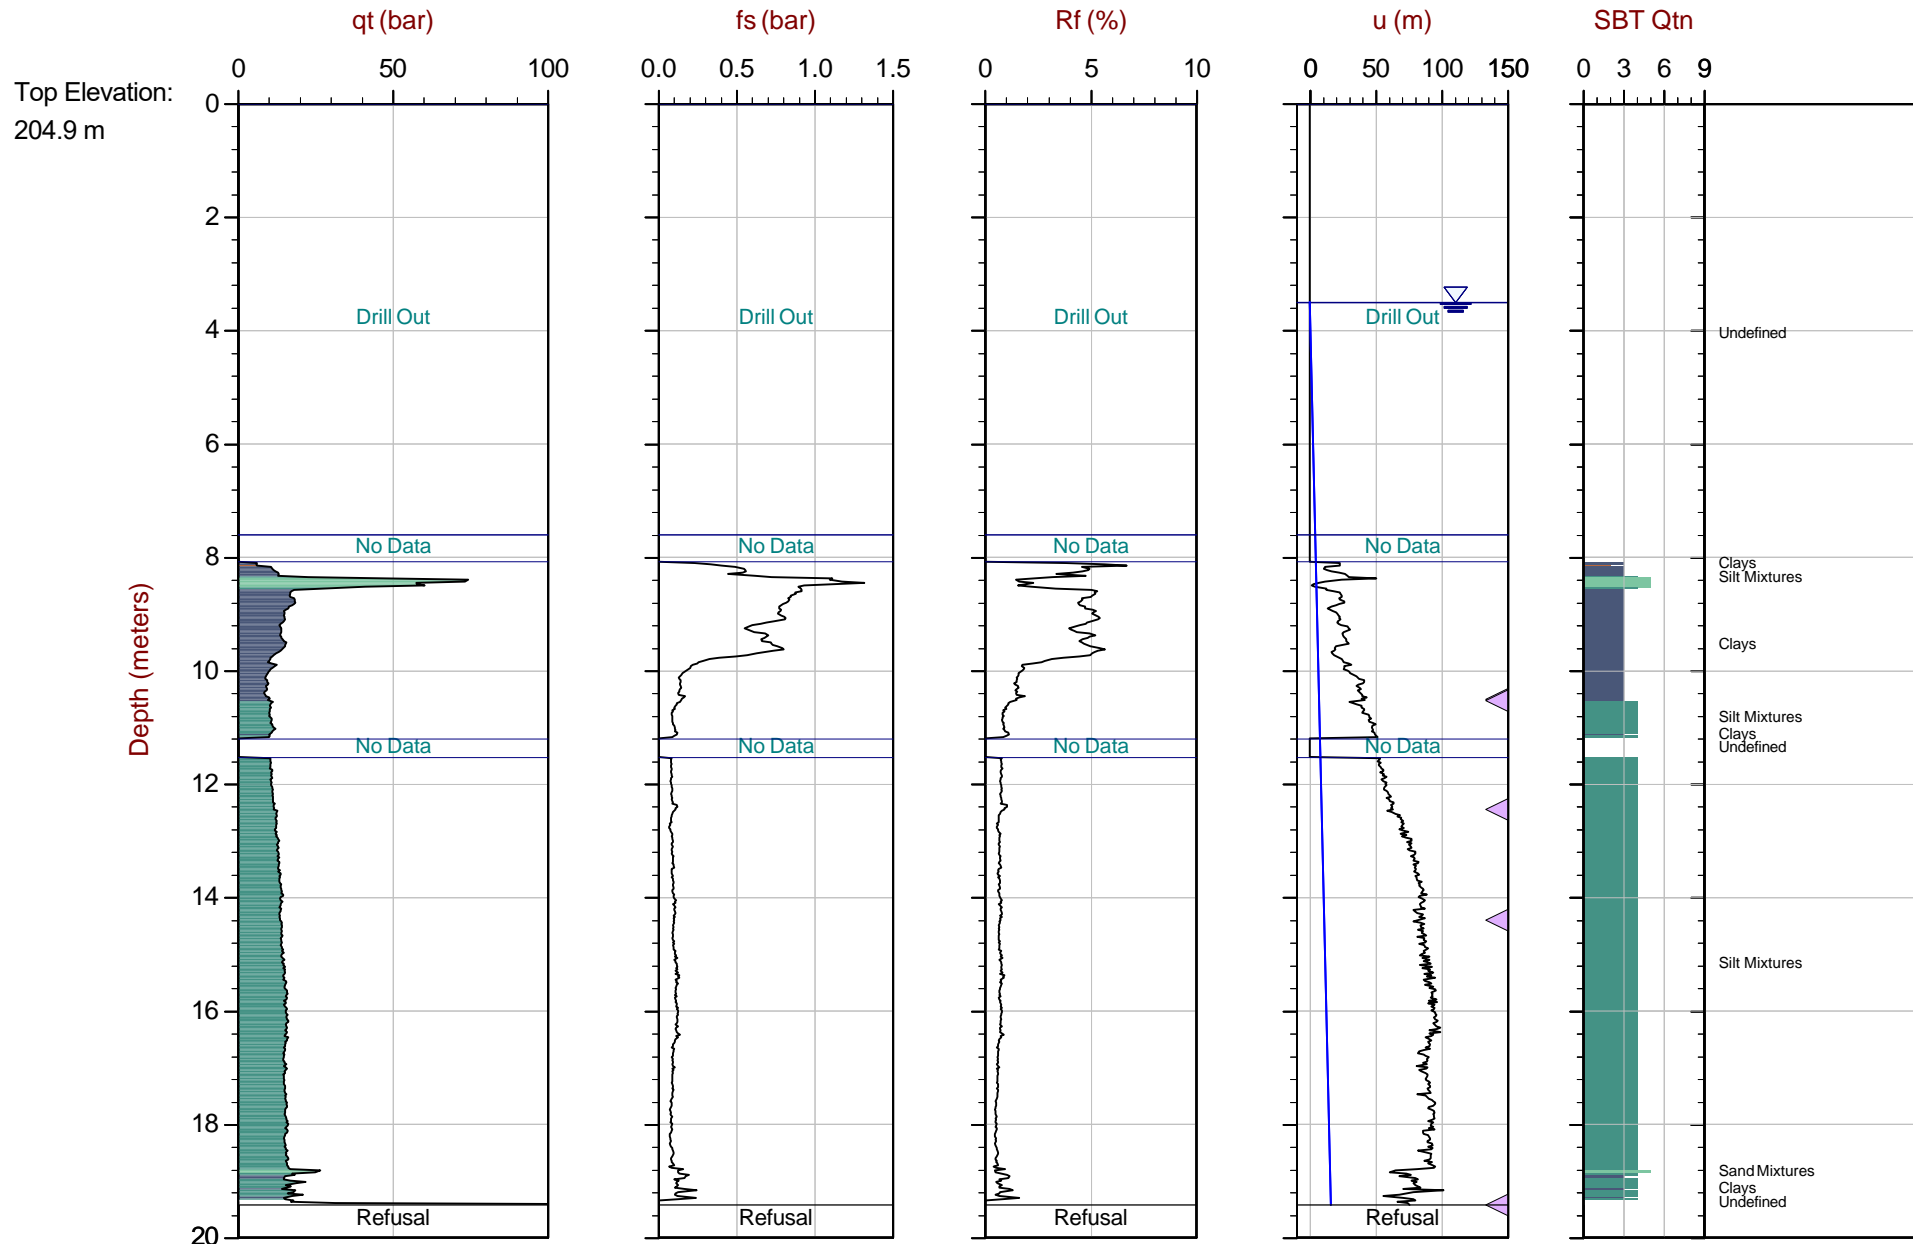 qt (bar) fs (bar) Rf (%) u (m) SBT Qtn
0 50 100 0.0 0.5 1.0 1.5 0 5 10 0 50 100 150 0 3 6 9
Top Elevation:
204.9 m
0
2
Drill Out Drill Out Drill Out Drill Out
4 Undefined
6
No Data No Data No Data No Data
8 Clays
Silt Mixtures
Clays
10
Depth (meters)
Silt Mixtures
Clays
No Data No Data No Data No Data Undefined
12
14
Silt Mixtures
16
18
Sand Mixtures
Clays
Undefined
Refusal Refusal Refusal Refusal
20